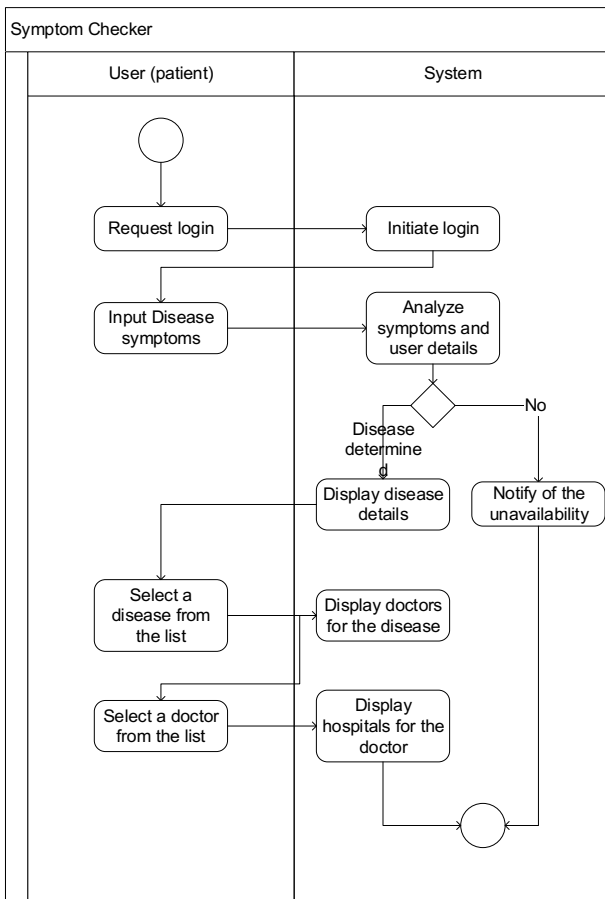 Symptom Checker
User (patient)
System
Request login
Initiate login
Input Disease
symptoms
Analyze
symptoms and
user details
No
Disease
determine
d
Display disease
details
Notify of the
unavailability
Select a
disease from
the list
Display doctors
for the disease
Select a doctor
from the list
Display
hospitals for the
doctor